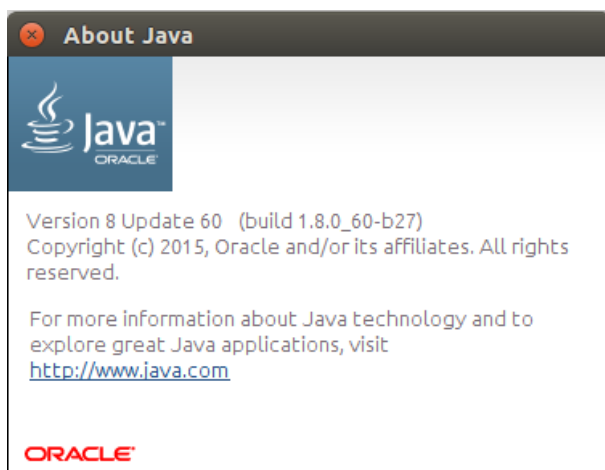 About Java
Java™
ORACLE
Version 8 Update 60 (build 1.8.0_60-b27)
Copyright (c) 2015, Oracle and/or its affiliates. All rights
reserved.
For more information about Java technology and to
explore great Java applications, visit
http://www.java.com
ORACLE